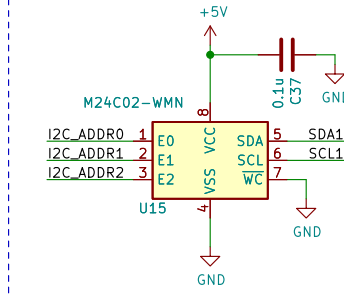 +5V
0.1u
C37
GND
M24C02-WMN
8
VCC
I2C_ADDR0 1 E0 SDA 5 SDA1
I2C_ADDR1 2 E1 SCL 6 SCL1
I2C_ADDR2 3 E2 WC 7
VSS
U15
4
GND
GND